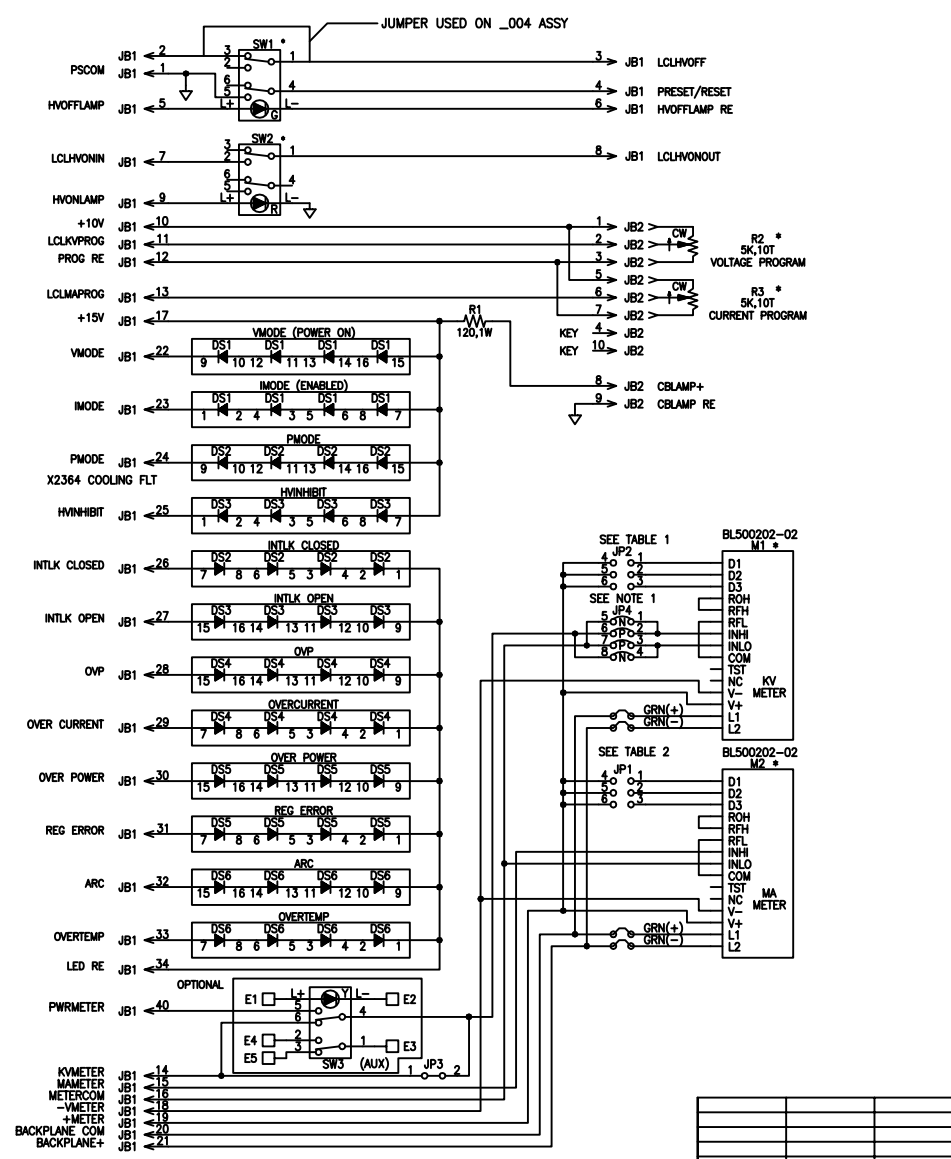 JUMPER USED ON _004 ASSY
SW1 *
JB1 2 3 1 3 JB1 LCLHVOFF
2
PSCOM JB1 1
6 4 4 JB1 PRESET/RESET
5
HVOFFLAMP JB1 5 L+ G L- 6 JB1 HVOFFLAMP RE
SW2 *
3 1 8 JB1 LCLHVONOUT
LCLHVONIN JB1 7 2
6 4
5
HVONLAMP JB1 9 L+ R L-
+10V JB1 10 1 JB2
LCLKVPROG JB1 11 2 JB2 CW R2 *
PROG RE JB1 12 3 JB2 5K,10T
VOLTAGE PROGRAM
5 JB2
LCLMAPROG JB1 13 6 JB2 CW R3 *
7 JB2 5K,10T
CURRENT PROGRAM
+15V JB1 17 R1
120,1W
KEY 4 JB2
KEY 10 JB2
VMODE (POWER ON)
DS1 DS1 DS1 DS1
VMODE JB1 22 9 10 12 11 13 14 16 15
8 JB2 CBLAMP+
9 JB2 CBLAMP RE
IMODE (ENABLED)
DS1 DS1 DS1 DS1
IMODE JB1 23 1 2 4 3 5 6 8 7
PMODE
DS2 DS2 DS2 DS2
PMODE JB1 24 9 10 12 11 13 14 16 15
X2364 COOLING FLT
HVINHIBIT
DS3 DS3 DS3 DS3
HVINHIBIT JB1 25 1 2 4 3 5 6 8 7
INTLK CLOSED
DS2 DS2 DS2 DS2
INTLK CLOSED JB1 26 7 8 6 5 3 4 2 1
INTLK OPEN
DS3 DS3 DS3 DS3
INTLK OPEN JB1 27 15 16 14 13 11 12 10 9
OVP
DS4 DS4 DS4 DS4
OVP JB1 28 15 16 14 13 11 12 10 9
OVERCURRENT
DS4 DS4 DS4 DS4
OVER CURRENT JB1 29 7 8 6 5 3 4 2 1
OVER POWER
DS5 DS5 DS5 DS5
OVER POWER JB1 30 15 16 14 13 11 12 10 9
REG ERROR
DS5 DS5 DS5 DS5
REG ERROR JB1 31 7 8 6 5 3 4 2 1
ARC
DS6 DS6 DS6 DS6
ARC JB1 32 15 16 14 13 11 12 10 9
OVERTEMP
DS6 DS6 DS6 DS6
OVERTEMP JB1 33 7 8 6 5 3 4 2 1
LED RE JB1 34
SEE TABLE 1
JP2
4 1
5 2
6 3
SEE NOTE 1
JP4
5 N 1
6 P 2
7 P 3
8 N 4
GRN(+)
GRN(-)
BL500202-02
M1 *
D1
D2
D3
ROH
RFH
RFL
INHI
INLO
COM
TST
NC
V-
V+
L1
L2
KV
METER
SEE TABLE 2
JP1
4 1
5 2
6 3
GRN(+)
GRN(-)
BL500202-02
M2 *
D1
D2
D3
ROH
RFH
RFL
INHI
INLO
COM
TST
NC
V-
V+
L1
L2
MA
METER
OPTIONAL
E1 L+ Y L- E2
PWRMETER JB1 40 5 4
6
E4 2 1 E3
E5 3
SW3 (AUX)
1 JP3 2
KVMETER JB1 14
MAMETER JB1 15
METERCOM JB1 16
-VMETER JB1 18
+METER JB1 19
BACKPLANE COM JB1 20
BACKPLANE+ JB1 21